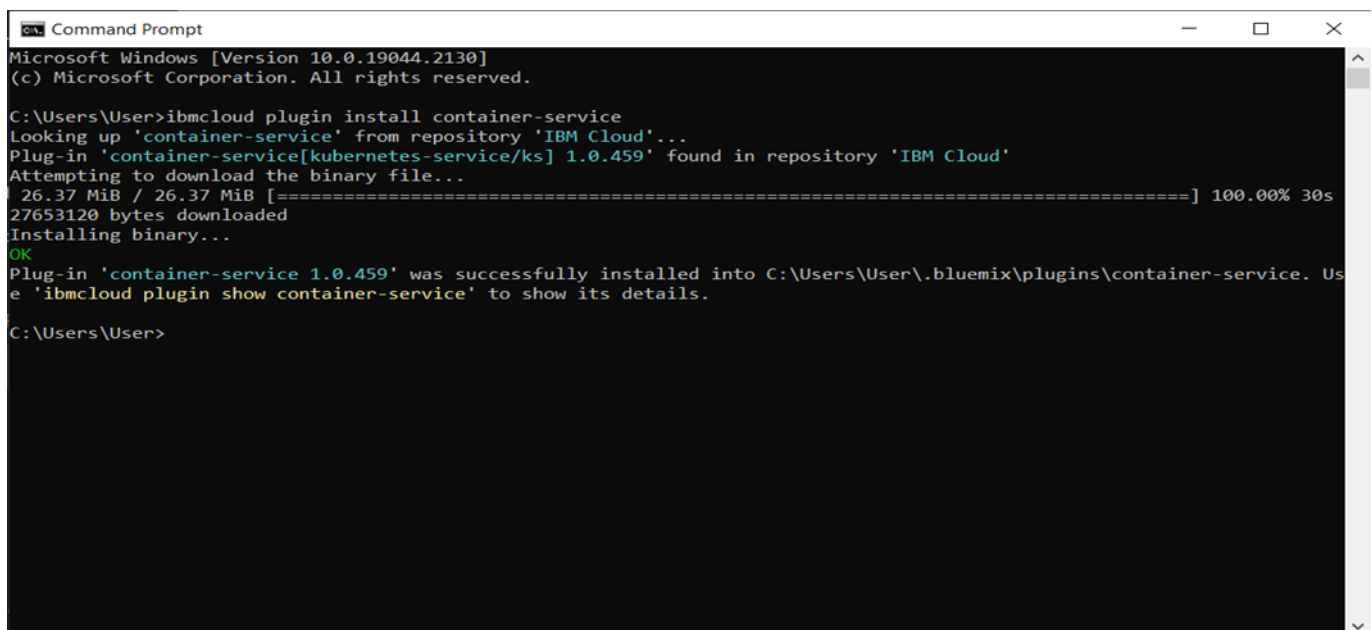 Command Prompt
Microsoft Windows [Version 10.0.19044.2130]
(c) Microsoft Corporation. All rights reserved.
C:\Users\User>ibmcloud plugin install container-service
Looking up 'container-service' from repository 'IBM Cloud'...
Plug-in 'container-service[kubernetes-service/ks] 1.0.459' found in repository 'IBM Cloud'
Attempting to download the binary file...
26.37 MiB / 26.37 MiB [==================================================================================] 100.00% 30s
27653120 bytes downloaded
Installing binary...
OK
Plug-in 'container-service 1.0.459' was successfully installed into C:\Users\User\.bluemix\plugins\container-service. Us
e 'ibmcloud plugin show container-service' to show its details.
C:\Users\User>